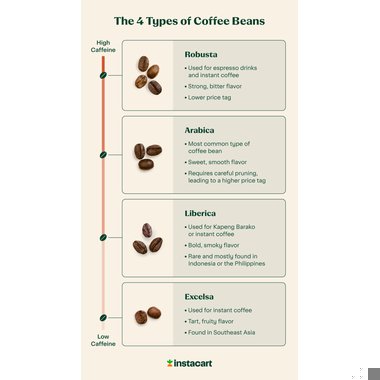 The 4 Types of Coffee Beans
High
Caffeine
Robusta
• Used for espresso drinks
and instant coffee
• Strong, bitter flavor
• Lower price tag
Arabica
• Most common type of
coffee bean
• Sweet, smooth flavor
• Requires careful pruning,
leading to a higher price tag
Liberica
• Used for Kapeng Barako
or instant coffee
• Bold, smoky flavor
• Rare and mostly found in
Indonesia or the Philippines
Excelsa
• Used for instant coffee
• Tart, fruity flavor
• Found in Southeast Asia
Low
Caffeine
instacart